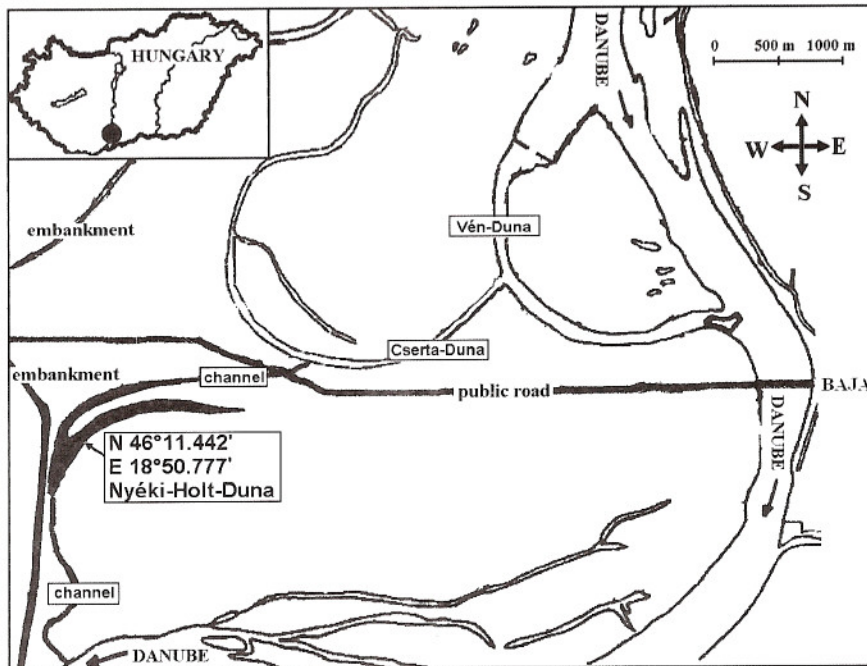 HUNGARY
DANUBE
0 500 m 1000 m
N
W E
S
embankment
Vén-Duna
Cserta-Duna
embankment
channel
public road
BAJA
DANUBE
N 46°11.442'
E 18°50.777'
Nyéki-Holt-Duna
channel
DANUBE